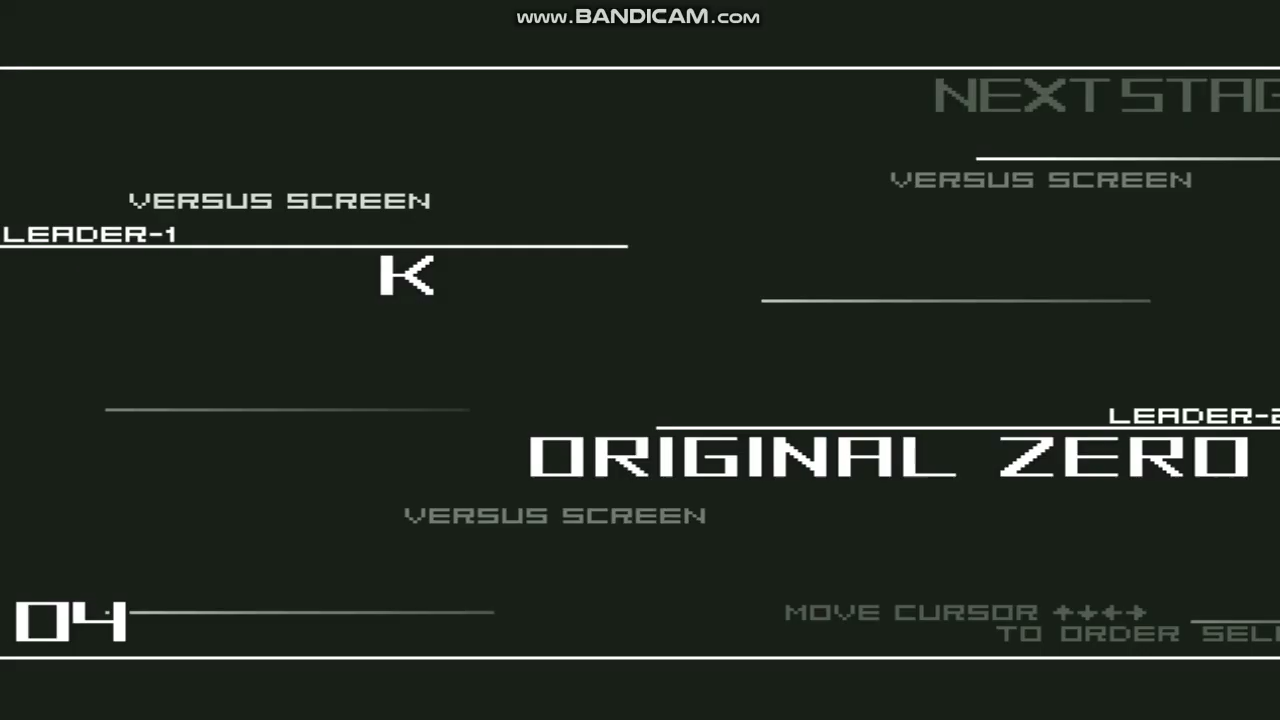 www.BANDICAM.com
NEXT STAG
VERSUS SCREEN
VERSUS SCREEN
LEADER-1
K
LEADER-2
ORIGINAL ZERO
VERSUS SCREEN
04
MOVE CURSOR ↑↓←→
TO ORDER SELE